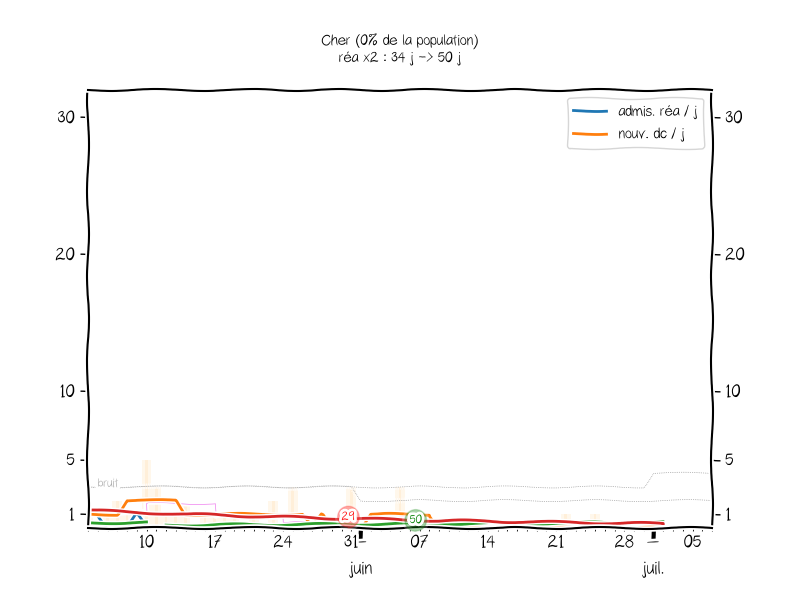 Cher (0% de la population)
réa x2 : 34 j -> 50 j
admis. réa / j
nouv. dc / j
30 30
20 20
10 10
5 5
1 1
bruit
29 50
10 17 24 31 07 14 21 28 05
juin juil.